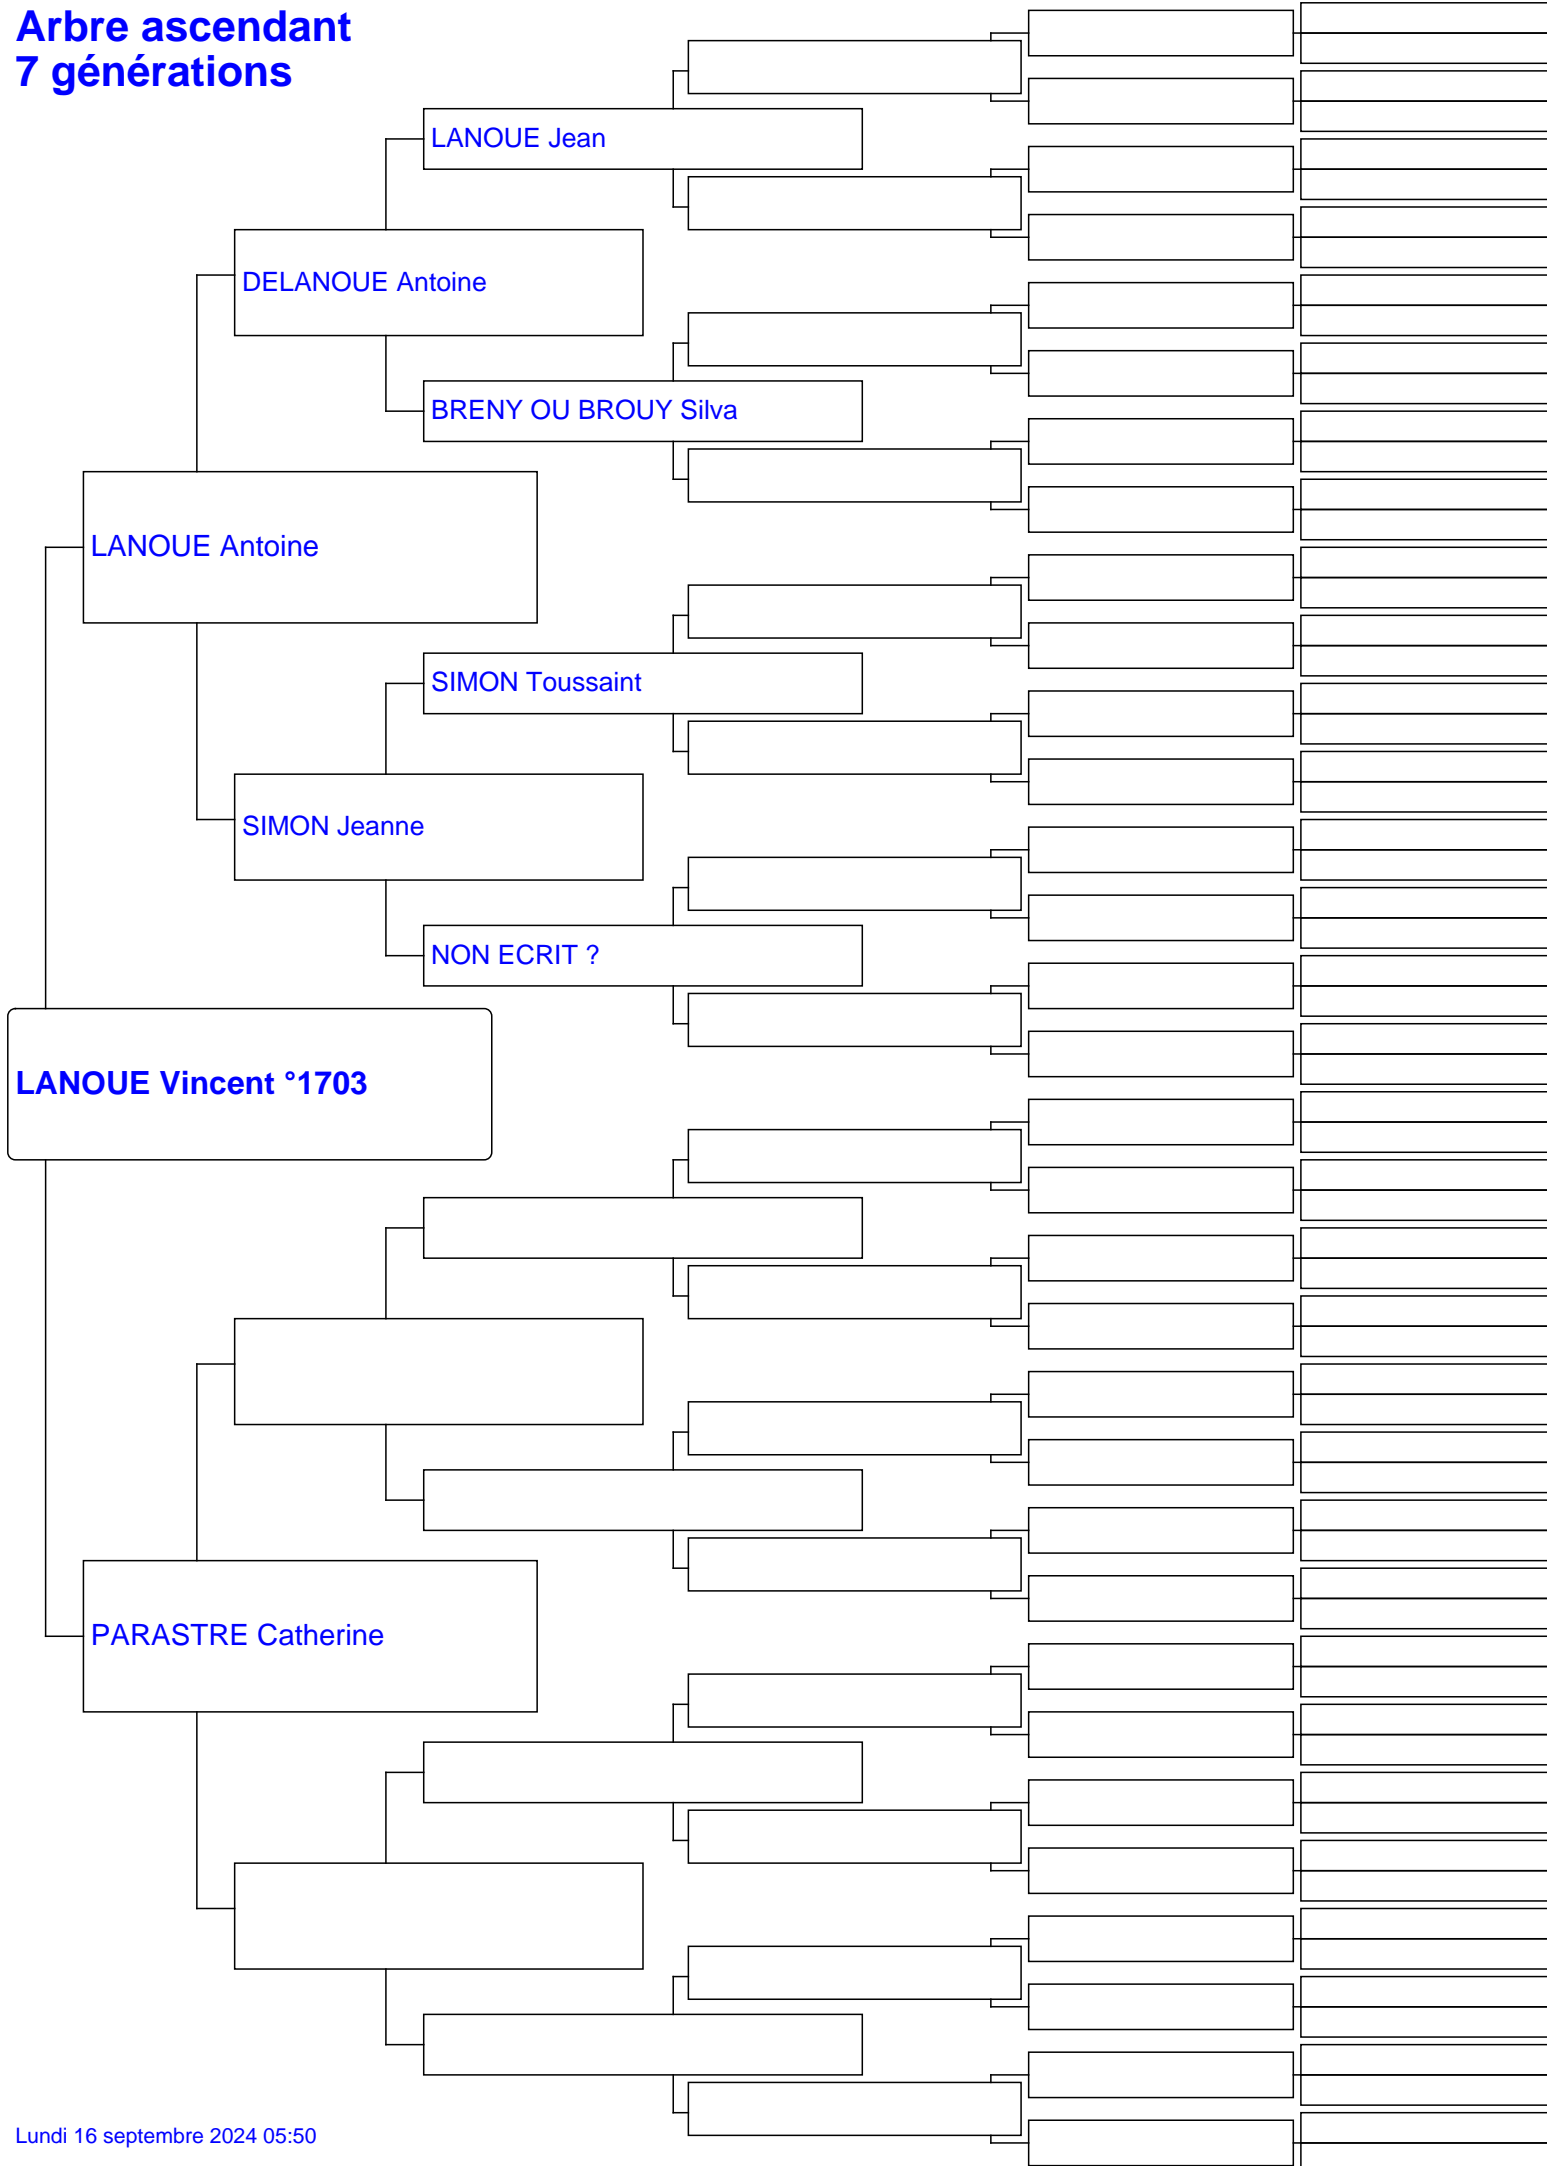 Arbre ascendant
7 générations
LANOUE Jean
DELANOUE Antoine
BRENY OU BROUY Silva
LANOUE Antoine
SIMON Toussaint
SIMON Jeanne
NON ECRIT ?
LANOUE Vincent °1703
PARASTRE Catherine
Lundi 16 septembre 2024 05:50